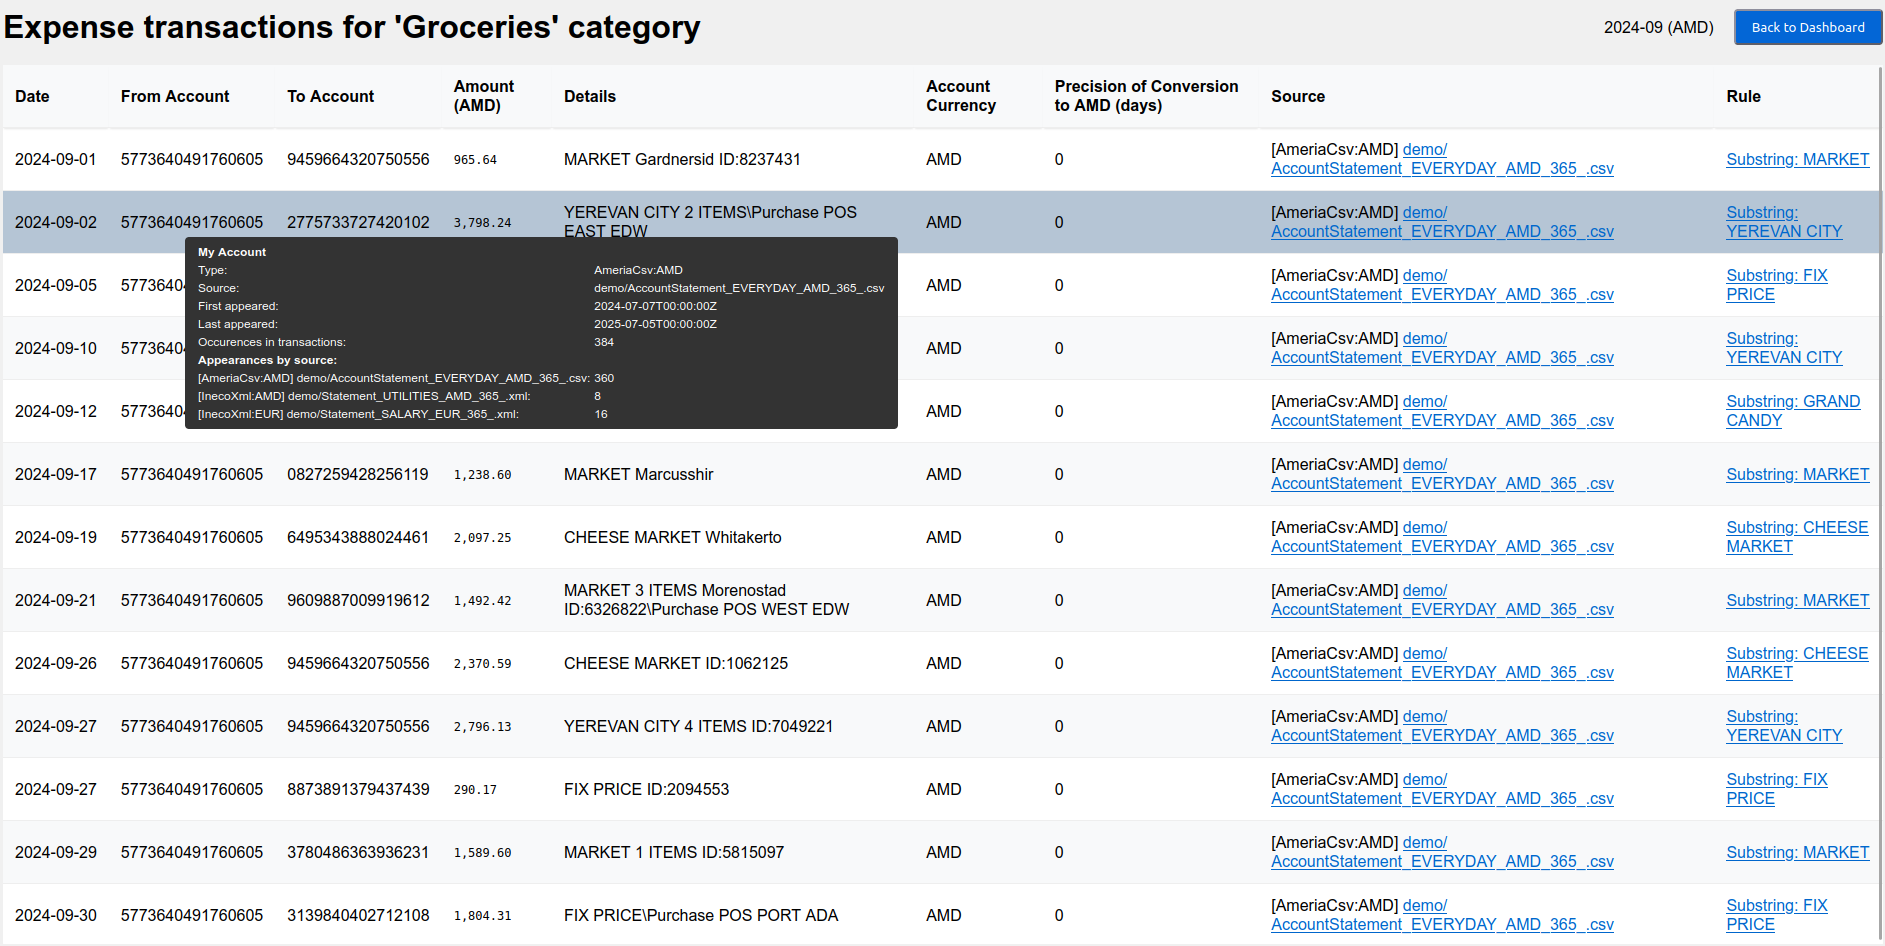 Expense transactions for 'Groceries' category
2024-09 (AMD)
Back to Dashboard
Date From Account To Account Amount (AMD) Details Account Currency Precision of Conversion to AMD (days) Source Rule
2024-09-01 5773640491760605 9459664320750556 965.64 MARKET Gardnersid ID:8237431 AMD 0 [AmeriaCsv:AMD] demo/AccountStatement_EVERYDAY_AMD_365_.csv Substring: MARKET
2024-09-02 5773640491760605 2775733727420102 3,798.24 YEREVAN CITY 2 ITEMS\Purchase POS EAST EDW AMD 0 [AmeriaCsv:AMD] demo/AccountStatement_EVERYDAY_AMD_365_.csv Substring: YEREVAN CITY
My Account
Type: AmeriaCsv:AMD
Source: demo/AccountStatement_EVERYDAY_AMD_365_.csv
First appeared: 2024-07-07T00:00:00Z
Last appeared: 2025-07-05T00:00:00Z
Occurences in transactions: 384
Appearances by source:
[AmeriaCsv:AMD] demo/AccountStatement_EVERYDAY_AMD_365_.csv: 360
[InecoXml:AMD] demo/Statement_UTILITIES_AMD_365_.xml: 8
[InecoXml:EUR] demo/Statement_SALARY_EUR_365_.xml: 16
2024-09-05 577364 AMD 0 [AmeriaCsv:AMD] demo/AccountStatement_EVERYDAY_AMD_365_.csv Substring: FIX PRICE
2024-09-10 577364 AMD 0 [AmeriaCsv:AMD] demo/AccountStatement_EVERYDAY_AMD_365_.csv Substring: YEREVAN CITY
2024-09-12 577364 AMD 0 [AmeriaCsv:AMD] demo/AccountStatement_EVERYDAY_AMD_365_.csv Substring: GRAND CANDY
2024-09-17 5773640491760605 0827259428256119 1,238.60 MARKET Marcusshir AMD 0 [AmeriaCsv:AMD] demo/AccountStatement_EVERYDAY_AMD_365_.csv Substring: MARKET
2024-09-19 5773640491760605 6495343888024461 2,097.25 CHEESE MARKET Whitakerto AMD 0 [AmeriaCsv:AMD] demo/AccountStatement_EVERYDAY_AMD_365_.csv Substring: CHEESE MARKET
2024-09-21 5773640491760605 9609887009919612 1,492.42 MARKET 3 ITEMS Morenostad ID:6326822\Purchase POS WEST EDW AMD 0 [AmeriaCsv:AMD] demo/AccountStatement_EVERYDAY_AMD_365_.csv Substring: MARKET
2024-09-26 5773640491760605 9459664320750556 2,370.59 CHEESE MARKET ID:1062125 AMD 0 [AmeriaCsv:AMD] demo/AccountStatement_EVERYDAY_AMD_365_.csv Substring: CHEESE MARKET
2024-09-27 5773640491760605 9459664320750556 2,796.13 YEREVAN CITY 4 ITEMS ID:7049221 AMD 0 [AmeriaCsv:AMD] demo/AccountStatement_EVERYDAY_AMD_365_.csv Substring: YEREVAN CITY
2024-09-27 5773640491760605 8873891379437439 290.17 FIX PRICE ID:2094553 AMD 0 [AmeriaCsv:AMD] demo/AccountStatement_EVERYDAY_AMD_365_.csv Substring: FIX PRICE
2024-09-29 5773640491760605 3780486363936231 1,589.60 MARKET 1 ITEMS ID:5815097 AMD 0 [AmeriaCsv:AMD] demo/AccountStatement_EVERYDAY_AMD_365_.csv Substring: MARKET
2024-09-30 5773640491760605 3139840402712108 1,804.31 FIX PRICE\Purchase POS PORT ADA AMD 0 [AmeriaCsv:AMD] demo/AccountStatement_EVERYDAY_AMD_365_.csv Substring: FIX PRICE